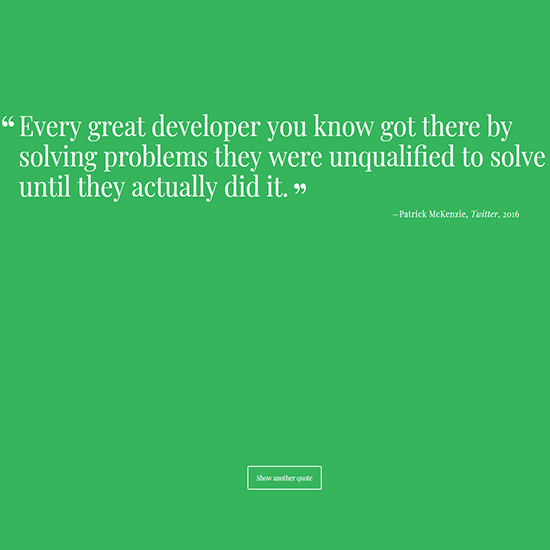 “Every great developer you know got there by
solving problems they were unqualified to solve
until they actually did it.”
—Patrick McKenzie, Twitter, 2016
Show another quote